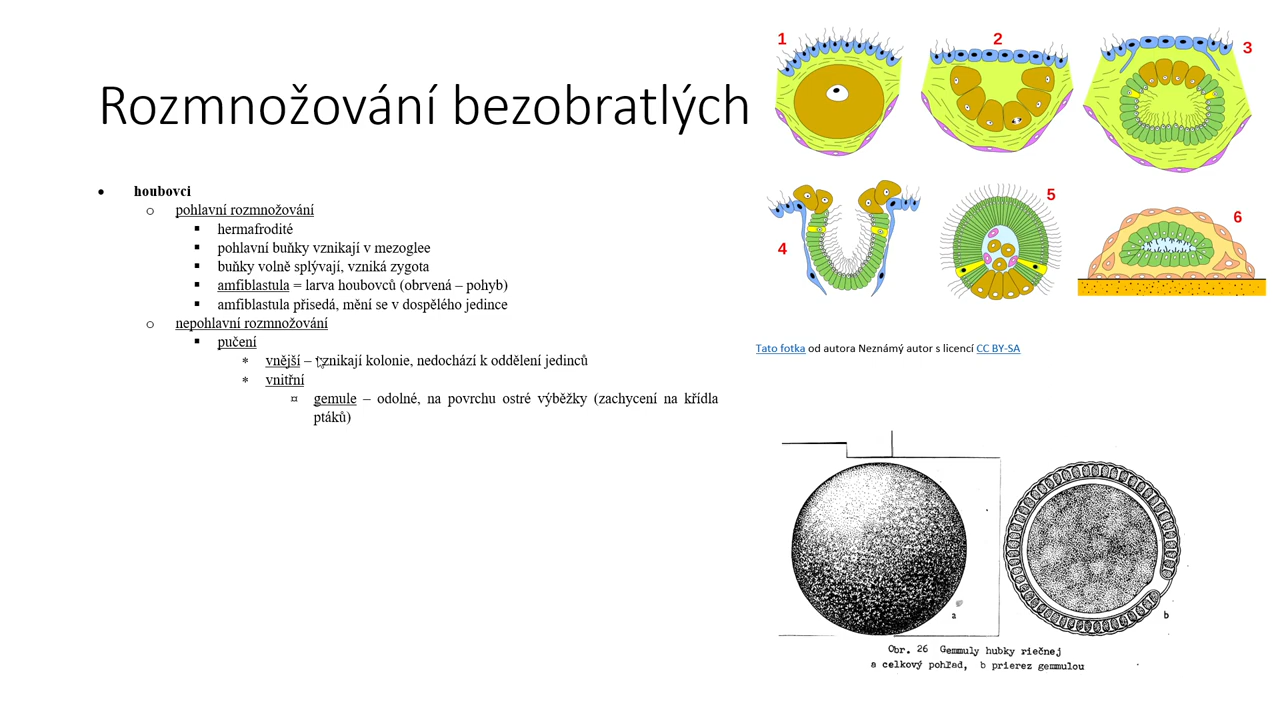 Rozmnožování bezobratlých
• houbovci
o pohlavní rozmnožování
▪ hermafrodité
▪ pohlavní buňky vznikají v mezoglee
▪ buňky volně splývají, vzniká zygota
▪ amfiblastula = larva houbovců (obrvená – pohyb)
▪ amfiblastula přisedá, mění se v dospělého jedince
o nepohlavní rozmnožování
▪ pučení
* vnější – vznikají kolonie, nedochází k oddělení jedinců
* vnitřní
¤ gemule – odolné, na povrchu ostré výběžky (zachycení na křídla
ptáků)
1
2
3
4
5
6
Tato fotka od autora Neznámý autor s licencí CC BY-SA
a
b
Obr. 26 Gemmuly hubky riečnej
a celkový pohľad, b prierez gemmulou